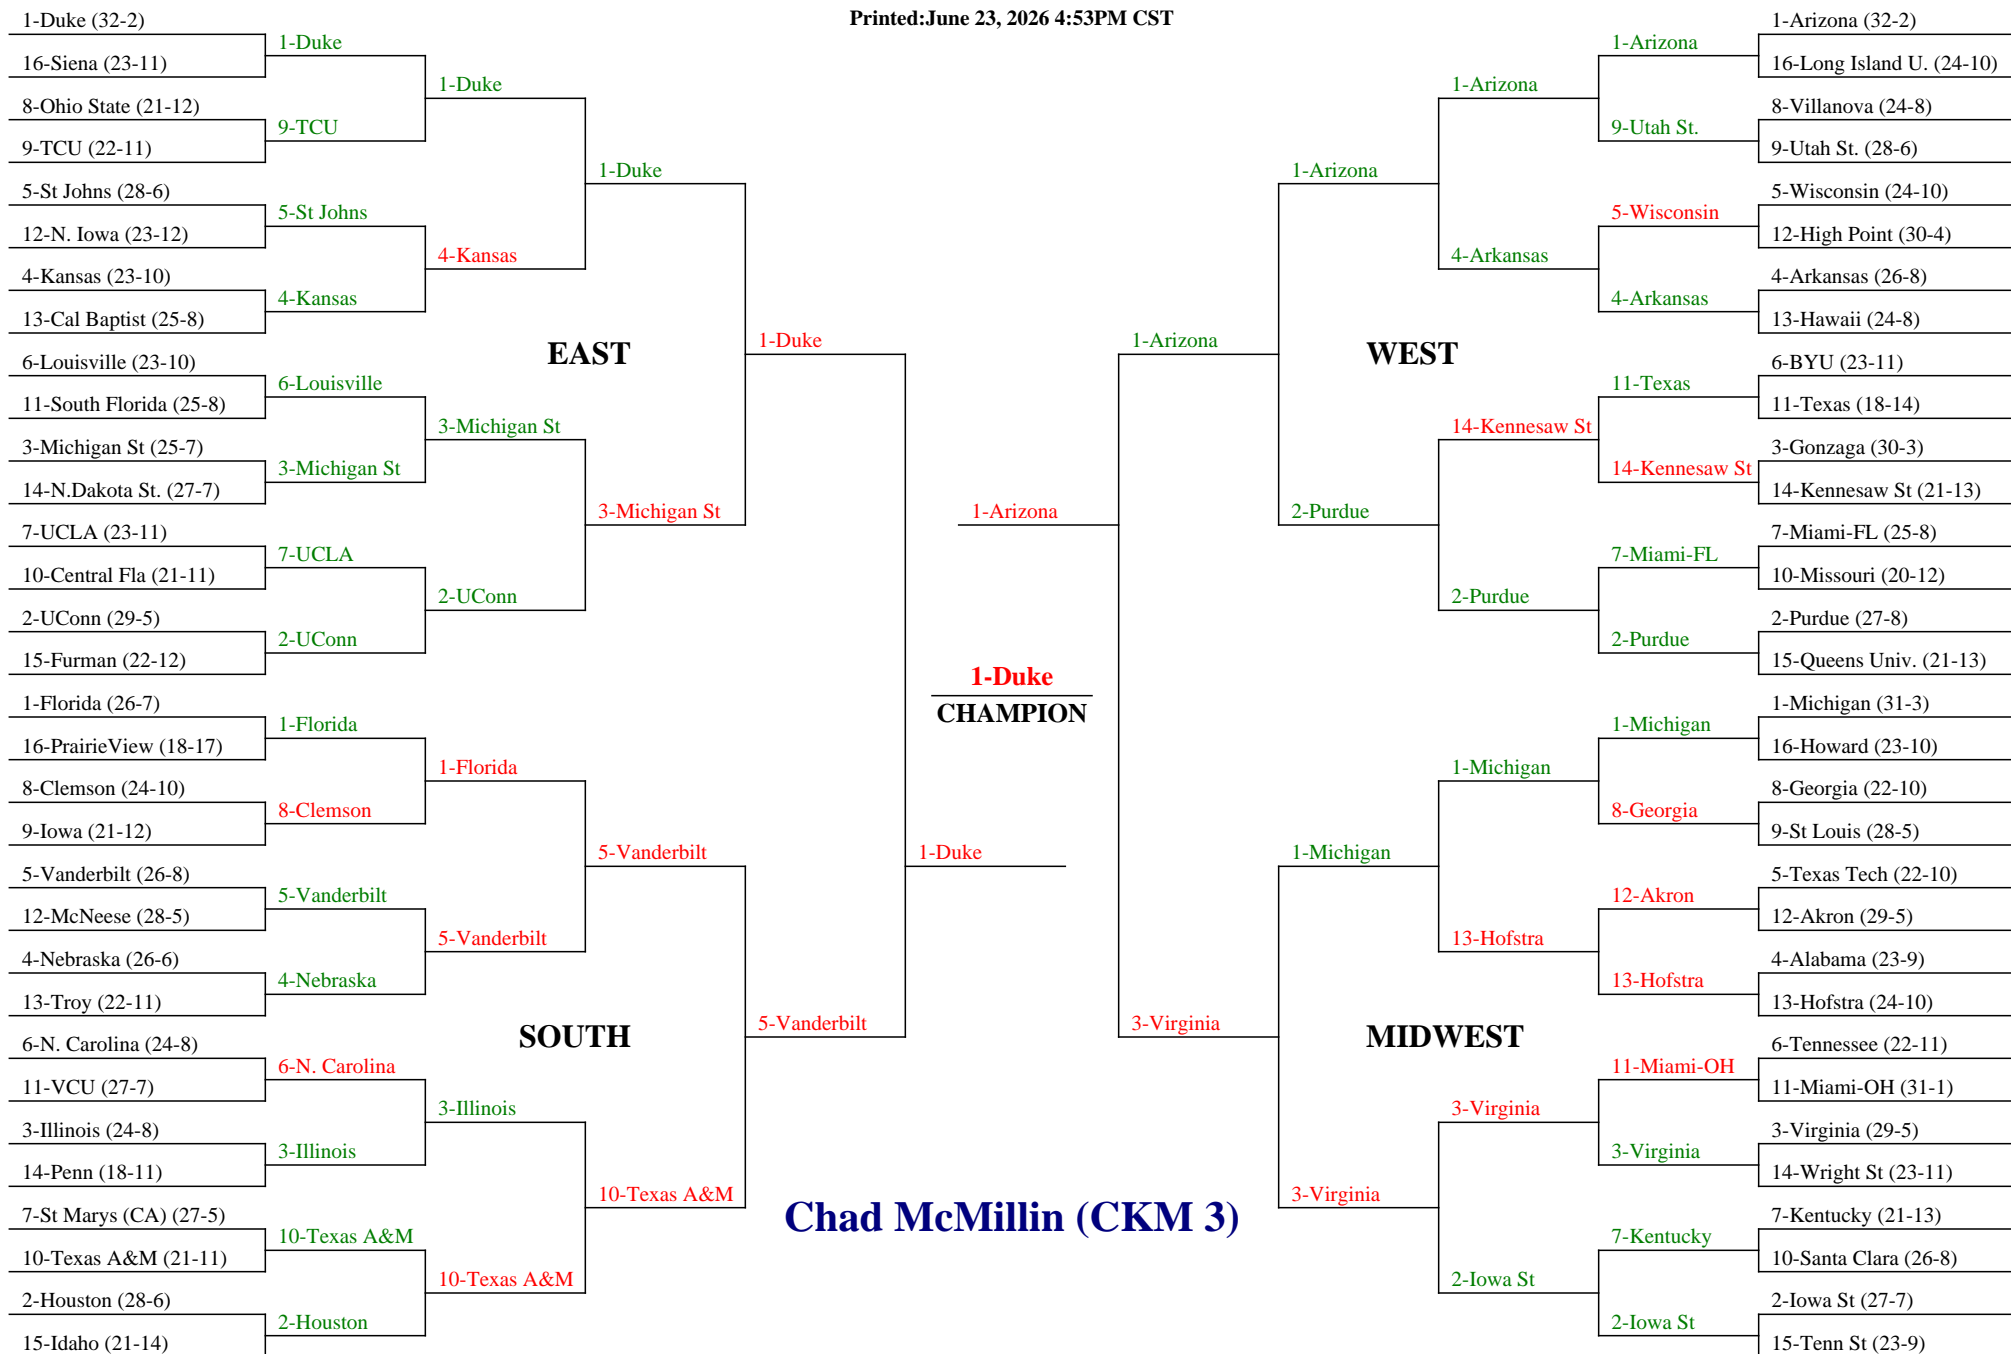 Printed:June 23, 2026 4:53PM CST
1-Duke (32-2)
16-Siena (23-11)
8-Ohio State (21-12)
9-TCU (22-11)
5-St Johns (28-6)
12-N. Iowa (23-12)
4-Kansas (23-10)
13-Cal Baptist (25-8)
6-Louisville (23-10)
11-South Florida (25-8)
3-Michigan St (25-7)
14-N.Dakota St. (27-7)
7-UCLA (23-11)
10-Central Fla (21-11)
2-UConn (29-5)
15-Furman (22-12)
1-Florida (26-7)
16-PrairieView (18-17)
8-Clemson (24-10)
9-Iowa (21-12)
5-Vanderbilt (26-8)
12-McNeese (28-5)
4-Nebraska (26-6)
13-Troy (22-11)
6-N. Carolina (24-8)
11-VCU (27-7)
3-Illinois (24-8)
14-Penn (18-11)
7-St Marys (CA) (27-5)
10-Texas A&M (21-11)
2-Houston (28-6)
15-Idaho (21-14)
1-Duke
9-TCU
5-St Johns
4-Kansas
6-Louisville
3-Michigan St
7-UCLA
2-UConn
1-Florida
8-Clemson
5-Vanderbilt
4-Nebraska
6-N. Carolina
3-Illinois
10-Texas A&M
2-Houston
1-Duke
4-Kansas
3-Michigan St
2-UConn
1-Florida
5-Vanderbilt
3-Illinois
10-Texas A&M
EAST
SOUTH
1-Duke
3-Michigan St
5-Vanderbilt
10-Texas A&M
1-Duke
5-Vanderbilt
1-Duke
1-Arizona
1-Duke
CHAMPION
Chad McMillin (CKM 3)
1-Arizona
3-Virginia
1-Arizona
2-Purdue
1-Michigan
3-Virginia
WEST
MIDWEST
1-Arizona
4-Arkansas
14-Kennesaw St
2-Purdue
1-Michigan
13-Hofstra
3-Virginia
2-Iowa St
1-Arizona
9-Utah St.
5-Wisconsin
4-Arkansas
11-Texas
14-Kennesaw St
7-Miami-FL
2-Purdue
1-Michigan
8-Georgia
12-Akron
13-Hofstra
11-Miami-OH
3-Virginia
7-Kentucky
2-Iowa St
1-Arizona (32-2)
16-Long Island U. (24-10)
8-Villanova (24-8)
9-Utah St. (28-6)
5-Wisconsin (24-10)
12-High Point (30-4)
4-Arkansas (26-8)
13-Hawaii (24-8)
6-BYU (23-11)
11-Texas (18-14)
3-Gonzaga (30-3)
14-Kennesaw St (21-13)
7-Miami-FL (25-8)
10-Missouri (20-12)
2-Purdue (27-8)
15-Queens Univ. (21-13)
1-Michigan (31-3)
16-Howard (23-10)
8-Georgia (22-10)
9-St Louis (28-5)
5-Texas Tech (22-10)
12-Akron (29-5)
4-Alabama (23-9)
13-Hofstra (24-10)
6-Tennessee (22-11)
11-Miami-OH (31-1)
3-Virginia (29-5)
14-Wright St (23-11)
7-Kentucky (21-13)
10-Santa Clara (26-8)
2-Iowa St (27-7)
15-Tenn St (23-9)